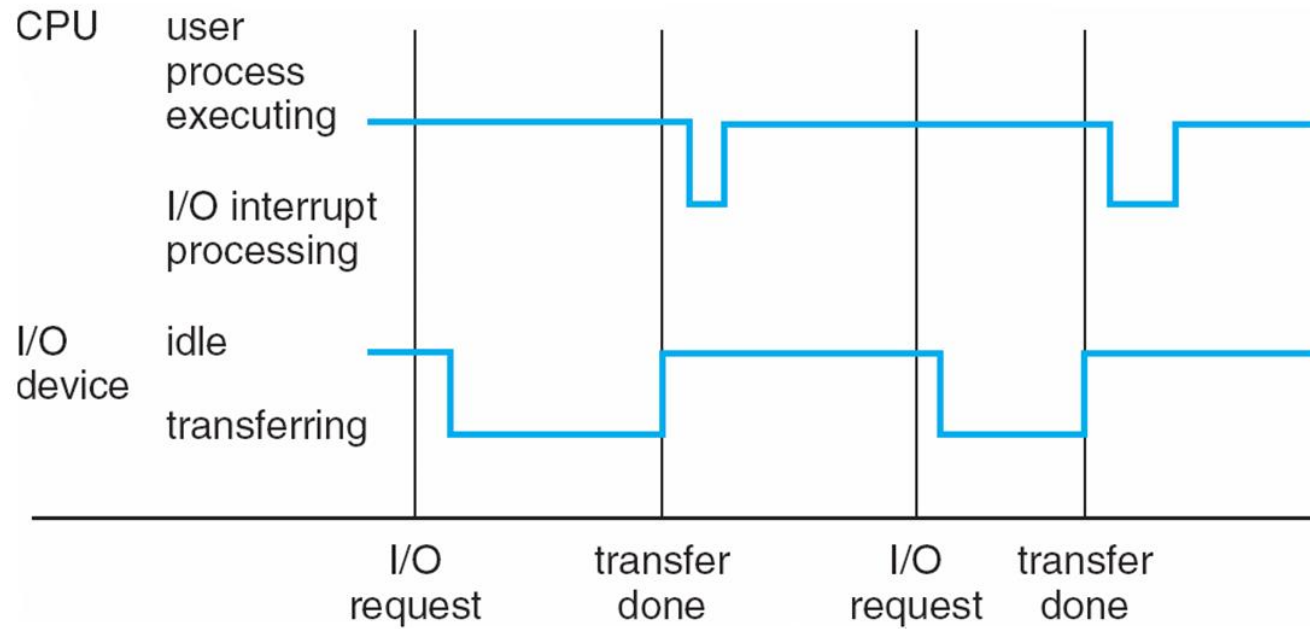 CPU
user
process
executing
I/O interrupt
processing
I/O
device
idle
transferring
I/O
request
transfer
done
I/O
request
transfer
done